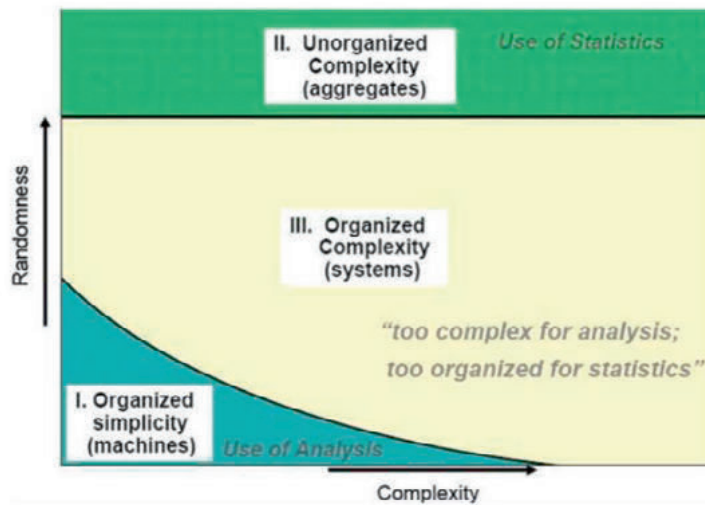 II. Unorganized
Complexity
(aggregates)
Use of Statistics
Randomness
III. Organized
Complexity
(systems)
"too complex for analysis;
too organized for statistics"
I. Organized
simplicity
(machines)
Use of Analysis
Complexity